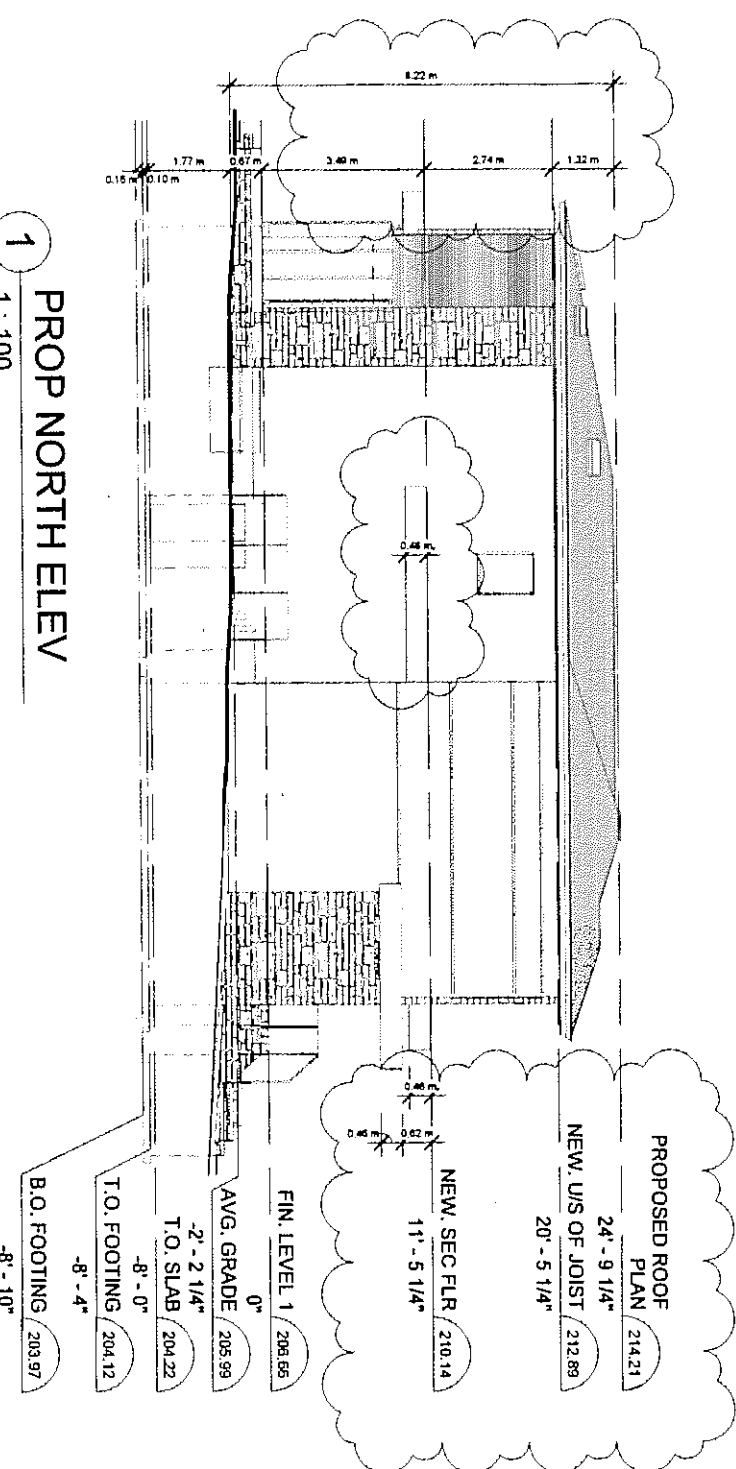 8.22 m
0.15 m
0.10 m
1.77 m
0.67 m
3.49 m
2.74 m
1.32 m
0.46 m
0.46 m
0.46 m
0.62 m
PROPOSED ROOF
PLAN
24' - 9 1/4"
214.21
NEW. U/S OF JOIST
20' - 5 1/4"
212.89
NEW. SEC FLR
11' - 5 1/4"
210.14
FIN. LEVEL 1
0"
206.65
AVG. GRADE
-2' - 2 1/4"
205.99
T.O. SLAB
-8' - 0"
204.22
T.O. FOOTING
-8' - 4"
204.12
B.O. FOOTING
-8' - 10"
203.97
1
PROP NORTH ELEV
1 : 100